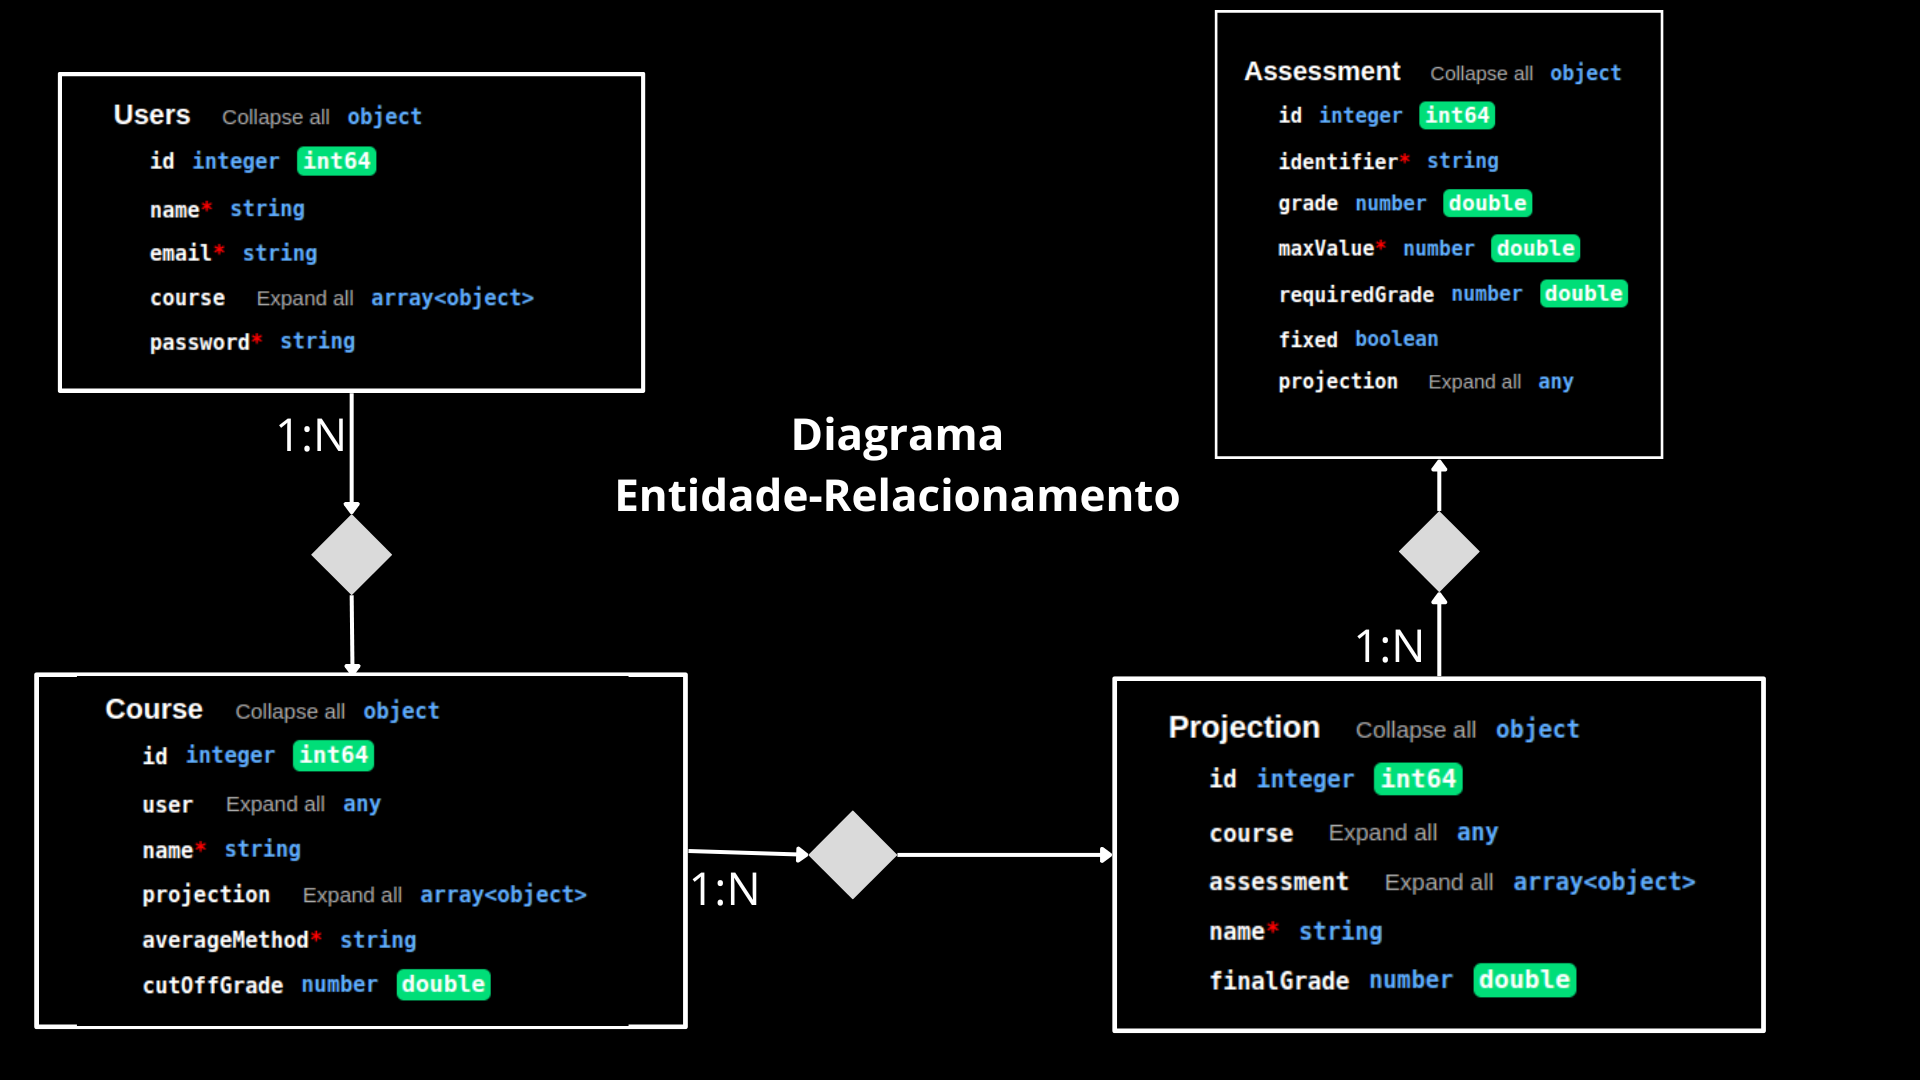 Users Collapse all object
id integer int64
name* string
email* string
course Expand all array<object>
password* string
1:N
Diagrama
Entidade-Relacionamento
Assessment Collapse all object
id integer int64
identifier* string
grade number double
maxValue* number double
requiredGrade number double
fixed boolean
projection Expand all any
1:N
Course Collapse all object
id integer int64
user Expand all any
name* string
projection Expand all array<object>
averageMethod* string
cutOffGrade number double
1:N
Projection Collapse all object
id integer int64
course Expand all any
assessment Expand all array<object>
name* string
finalGrade number double